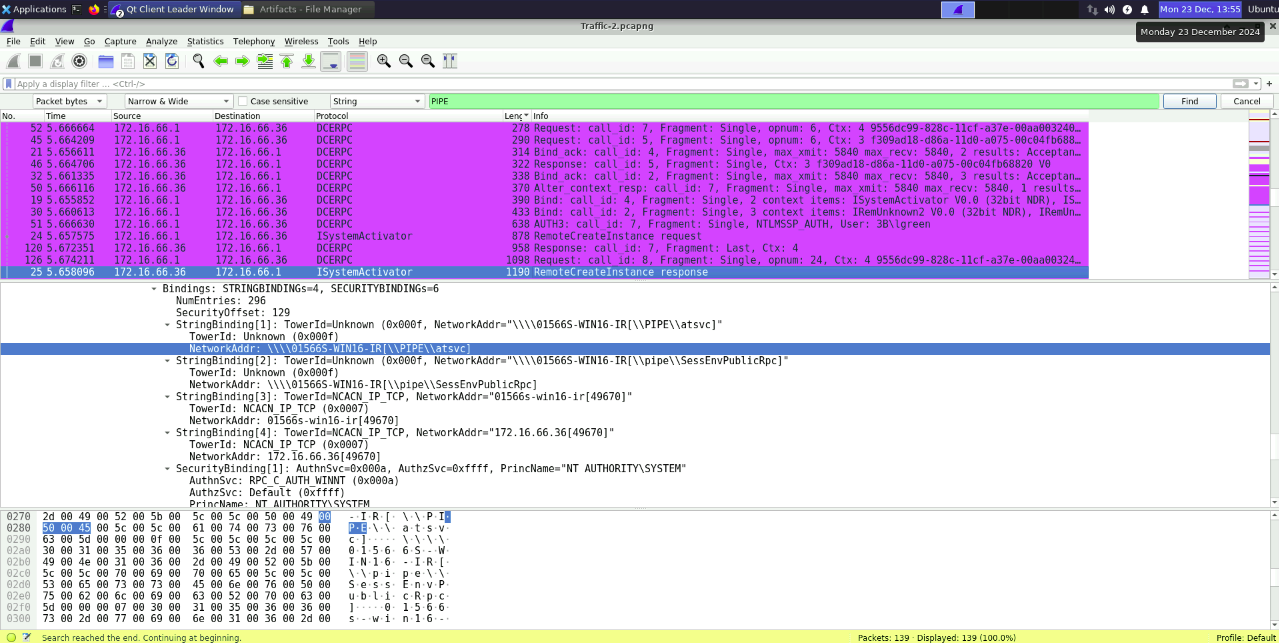 Applications Qt Client Leader Window Artifacts - File Manager Mon 23 Dec, 13:55 Ubuntu
2
Traffic-2.pcapng
Monday 23 December 2024
File Edit View Go Capture Analyze Statistics Telephony Wireless Tools Help
Apply a display filter ... <Ctrl-/>
Packet bytes Narrow & Wide Case sensitive String PIPE Find Cancel
No. Time Source Destination Protocol Leng Info
52 5.666664 172.16.66.1 172.16.66.36 DCERPC 278 Request: call_id: 7, Fragment: Single, opnum: 6, Ctx: 4 9556dc99-828c-11cf-a37e-00aa003240…
45 5.664209 172.16.66.1 172.16.66.36 DCERPC 290 Request: call_id: 5, Fragment: Single, opnum: 6, Ctx: 3 f309ad18-d86a-11d0-a075-00c04fb688…
21 5.656611 172.16.66.36 172.16.66.1 DCERPC 314 Bind_ack: call_id: 4, Fragment: Single, max_xmit: 5840 max_recv: 5840, 2 results: Acceptan…
46 5.664706 172.16.66.36 172.16.66.1 DCERPC 322 Response: call_id: 5, Fragment: Single, Ctx: 3 f309ad18-d86a-11d0-a075-00c04fb68820 V0
32 5.661335 172.16.66.36 172.16.66.1 DCERPC 338 Bind_ack: call_id: 2, Fragment: Single, max_xmit: 5840 max_recv: 5840, 3 results: Acceptan…
50 5.666116 172.16.66.36 172.16.66.1 DCERPC 370 Alter_context_resp: call_id: 7, Fragment: Single, max_xmit: 5840 max_recv: 5840, 1 results…
19 5.655852 172.16.66.1 172.16.66.36 DCERPC 390 Bind: call_id: 4, Fragment: Single, 2 context items: ISystemActivator V0.0 (32bit NDR), IS…
30 5.660613 172.16.66.1 172.16.66.36 DCERPC 433 Bind: call_id: 2, Fragment: Single, 3 context items: IRemUnknown2 V0.0 (32bit NDR), IRemUn…
51 5.666630 172.16.66.1 172.16.66.36 DCERPC 638 AUTH3: call_id: 7, Fragment: Single, NTLMSSP_AUTH, User: 3B\lgreen
24 5.657575 172.16.66.1 172.16.66.36 ISystemActivator 878 RemoteCreateInstance request
120 5.672351 172.16.66.36 172.16.66.1 DCERPC 958 Response: call_id: 7, Fragment: Last, Ctx: 4
126 5.674211 172.16.66.1 172.16.66.36 DCERPC 1098 Request: call_id: 8, Fragment: Single, opnum: 24, Ctx: 4 9556dc99-828c-11cf-a37e-00aa00324…
25 5.658096 172.16.66.36 172.16.66.1 ISystemActivator 1190 RemoteCreateInstance response
Bindings: STRINGBINDINGs=4, SECURITYBINDINGs=6
NumEntries: 296
SecurityOffset: 129
StringBinding[1]: TowerId=Unknown (0x000f, NetworkAddr="\\\\01566S-WIN16-IR[\\PIPE\\atsvc]"
TowerId: Unknown (0x000f)
NetworkAddr: \\\\01566S-WIN16-IR[\\PIPE\\atsvc]
StringBinding[2]: TowerId=Unknown (0x000f, NetworkAddr="\\\\01566S-WIN16-IR[\\pipe\\SessEnvPublicRpc]"
TowerId: Unknown (0x000f)
NetworkAddr: \\\\01566S-WIN16-IR[\\pipe\\SessEnvPublicRpc]
StringBinding[3]: TowerId=NCACN_IP_TCP, NetworkAddr="01566s-win16-ir[49670]"
TowerId: NCACN_IP_TCP (0x0007)
NetworkAddr: 01566s-win16-ir[49670]
StringBinding[4]: TowerId=NCACN_IP_TCP, NetworkAddr="172.16.66.36[49670]"
TowerId: NCACN_IP_TCP (0x0007)
NetworkAddr: 172.16.66.36[49670]
SecurityBinding[1]: AuthnSvc=0x000a, AuthzSvc=0xffff, PrincName="NT AUTHORITY\SYSTEM"
AuthnSvc: RPC_C_AUTH_WINNT (0x000a)
AuthzSvc: Default (0xffff)
PrincName: NT AUTHORITY\SYSTEM
0270 2d 00 49 00 52 00 5b 00 5c 00 5c 00 50 00 49 00 -·I·R·[· \·\·P·I·
0280 50 00 45 00 5c 00 5c 00 61 00 74 00 73 00 76 00 P·E·\·\· a·t·s·v·
0290 63 00 5d 00 00 00 0f 00 5c 00 5c 00 5c 00 5c 00 c·]····· \·\·\·\·
02a0 30 00 31 00 35 00 36 00 36 00 53 00 2d 00 57 00 0·1·5·6· 6·S·-·W·
02b0 49 00 4e 00 31 00 36 00 2d 00 49 00 52 00 5b 00 I·N·1·6· -·I·R·[·
02c0 5c 00 5c 00 70 00 69 00 70 00 65 00 5c 00 5c 00 \·\·p·i· p·e·\·\·
02d0 53 00 65 00 73 00 73 00 45 00 6e 00 76 00 50 00 S·e·s·s· E·n·v·P·
02e0 75 00 62 00 6c 00 69 00 63 00 52 00 70 00 63 00 u·b·l·i· c·R·p·c·
02f0 5d 00 00 00 07 00 30 00 31 00 35 00 36 00 36 00 ]·····0· 1·5·6·6·
0300 73 00 2d 00 77 00 69 00 6e 00 31 00 36 00 2d 00 s·-·w·i· n·1·6·-·
Search reached the end. Continuing at beginning. Packets: 139 · Displayed: 139 (100.0%) Profile: Default